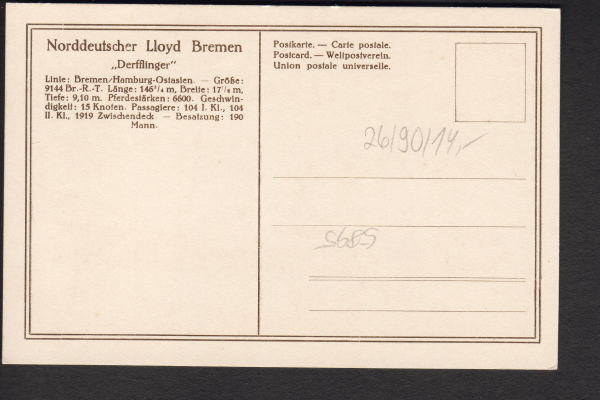 Norddeutscher Lloyd Bremen
„Derfflinger"
Linie: Bremen/Hamburg-Ostasien. — Größe:
9144 Br.-R.-T. Länge: 146³/₄ m, Breite: 17¹/₄ m,
Tiefe: 9,10 m. Pferdestärken: 6600. Geschwin-
digkeit: 15 Knoten. Passagiere: 104 I. Kl., 104
II. Kl., 1919 Zwischendeck. — Besatzung: 190
Mann.
Postkarte. — Carte postale.
Postcard. — Weltpostverein.
Union postale universelle.
26/90/14,-
5685